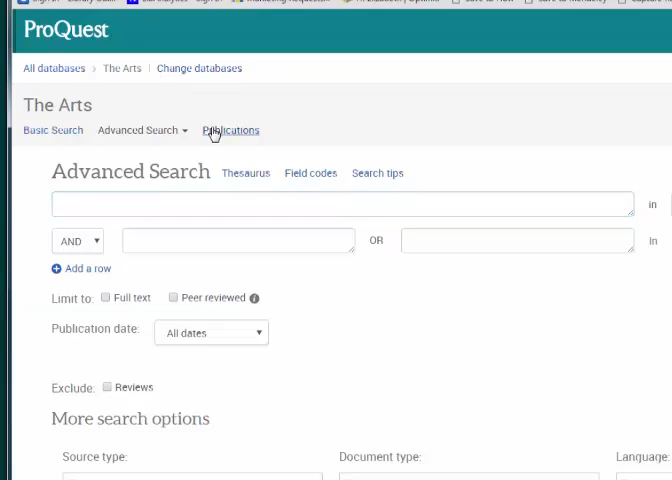 ProQuest
All databases > The Arts | Change databases
The Arts
Basic Search Advanced Search Publications
Advanced Search Thesaurus Field codes Search tips
in
AND OR In
Add a row
Limit to: Full text Peer reviewed
Publication date: All dates
Exclude: Reviews
More search options
Source type: Document type: Language: